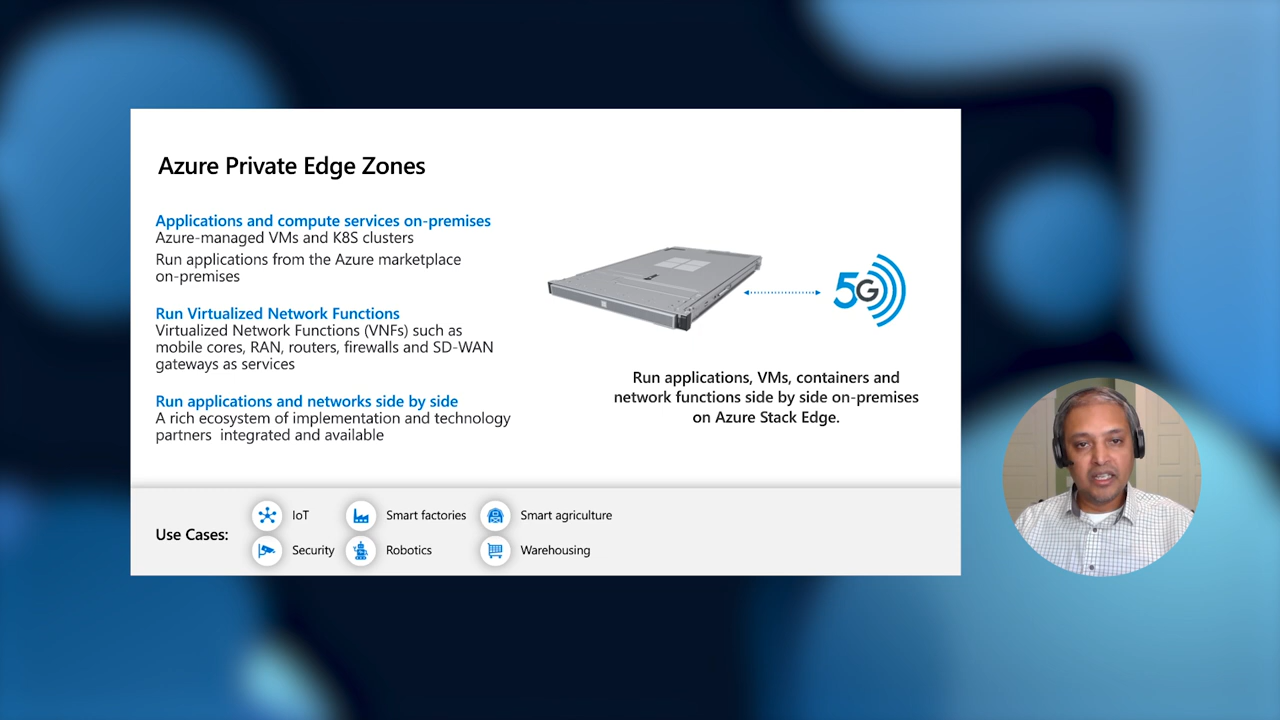 Azure Private Edge Zones
Applications and compute services on-premises
Azure-managed VMs and K8S clusters
Run applications from the Azure marketplace
on-premises
Run Virtualized Network Functions
Virtualized Network Functions (VNFs) such as
mobile cores, RAN, routers, firewalls and SD-WAN
gateways as services
Run applications and networks side by side
A rich ecosystem of implementation and technology
partners integrated and available
5G
Run applications, VMs, containers and
network functions side by side on-premises
on Azure Stack Edge.
Use Cases:
IoT
Smart factories
Smart agriculture
Security
Robotics
Warehousing